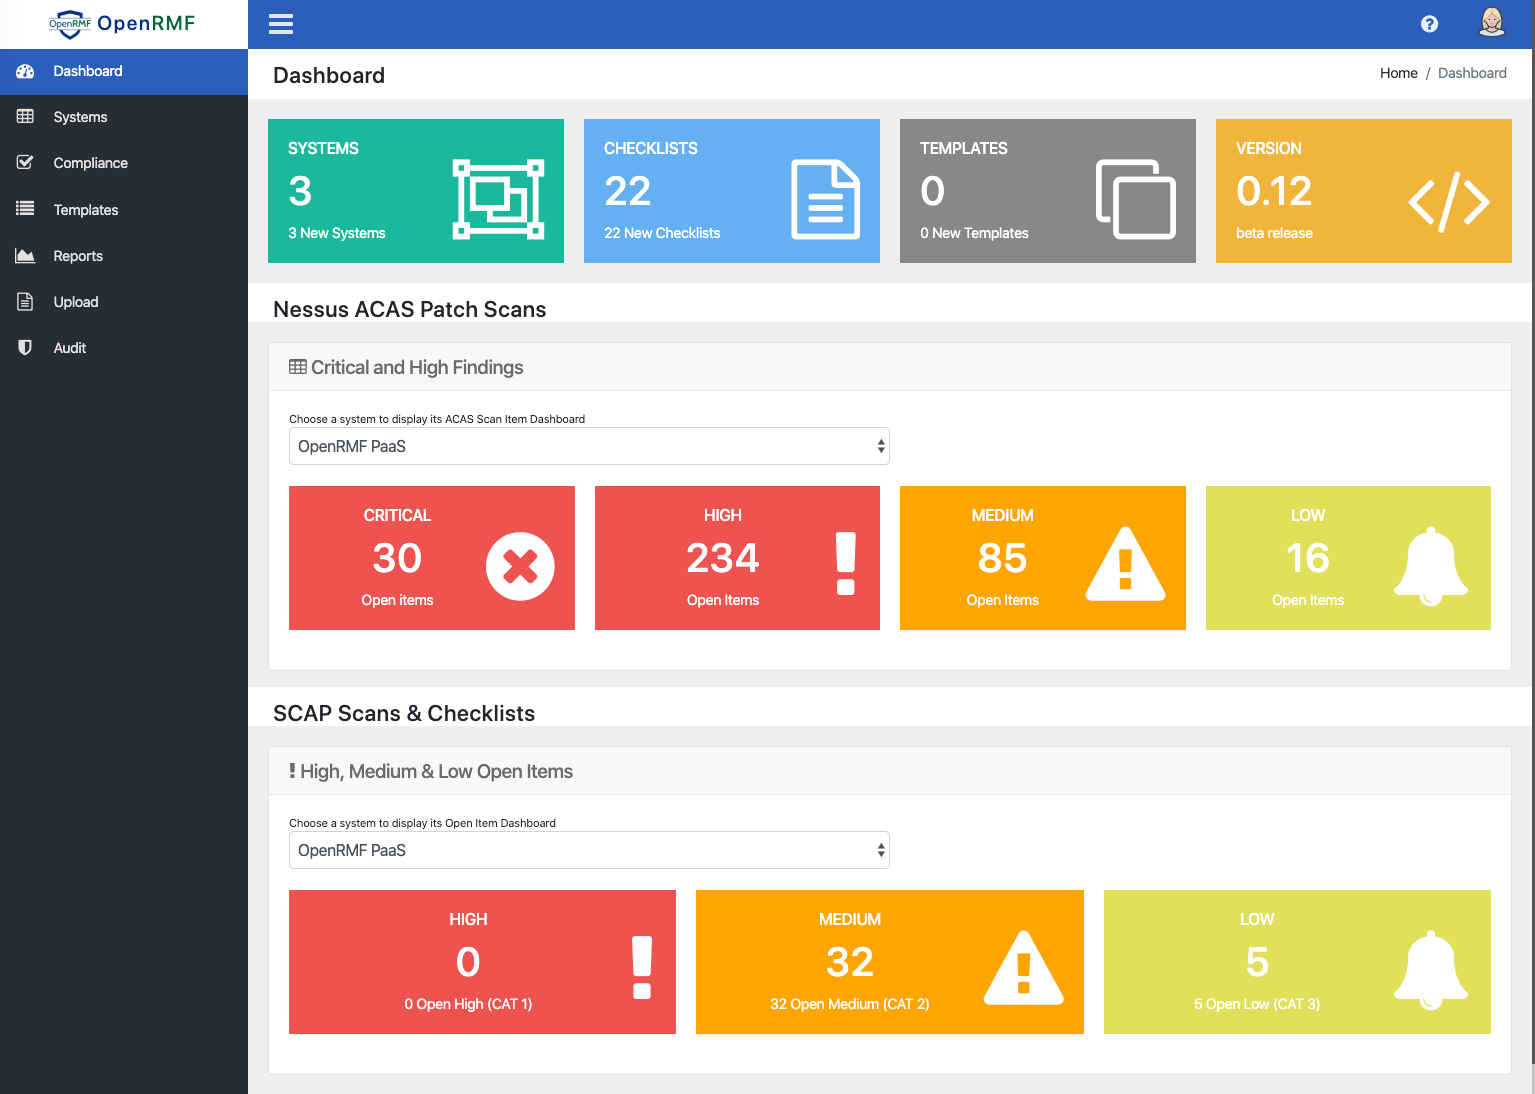 OpenRMF OpenRMF
Dashboard
Systems
Compliance
Templates
Reports
Upload
Audit
?
Dashboard
Home / Dashboard
SYSTEMS
3
3 New Systems
CHECKLISTS
22
22 New Checklists
TEMPLATES
0
0 New Templates
VERSION
0.12
beta release
Nessus ACAS Patch Scans
Critical and High Findings
Choose a system to display its ACAS Scan Item Dashboard
OpenRMF PaaS
CRITICAL
30
Open items
HIGH
234
Open Items
MEDIUM
85
Open Items
LOW
16
Open Items
SCAP Scans & Checklists
High, Medium & Low Open Items
Choose a system to display its Open Item Dashboard
OpenRMF PaaS
HIGH
0
0 Open High (CAT 1)
MEDIUM
32
32 Open Medium (CAT 2)
LOW
5
5 Open Low (CAT 3)